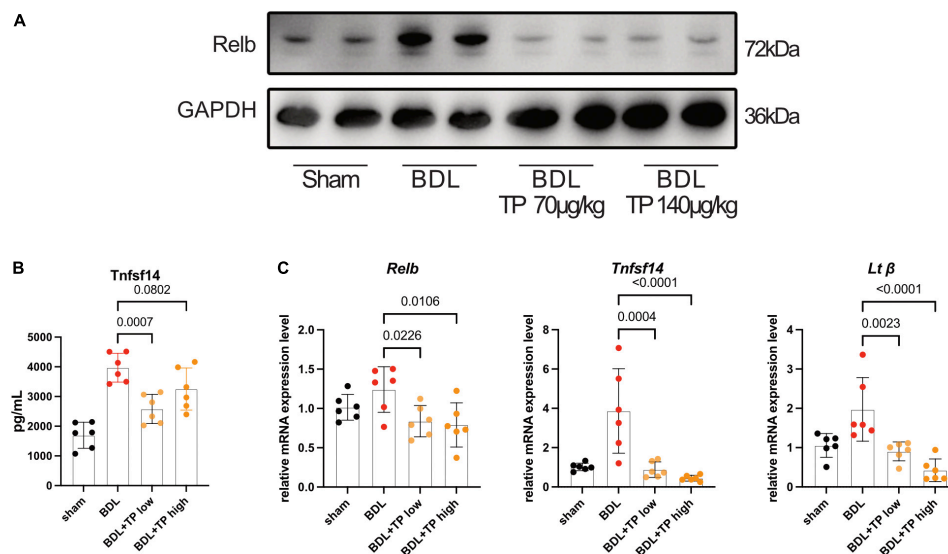 A
Relb
72kDa
GAPDH
36kDa
Sham
BDL
BDL
TP 70μg/kg
BDL
TP 140μg/kg
B
Tnfsf14
0.0802
0.0007
pg/mL
5000
4000
3000
2000
1000
0
sham
BDL
BDL+TP low
BDL+TP high
C
Relb
0.0106
0.0226
relative mRNA expression level
2.0
1.5
1.0
0.5
0.0
sham
BDL
BDL+TP low
BDL+TP high
Tnfsf14
<0.0001
0.0004
relative mRNA expression level
8
6
4
2
0
sham
BDL
BDL+TP low
BDL+TP high
Lt β
<0.0001
0.0023
relative mRNA expression level
4
3
2
1
0
sham
BDL
BDL+TP low
BDL+TP high